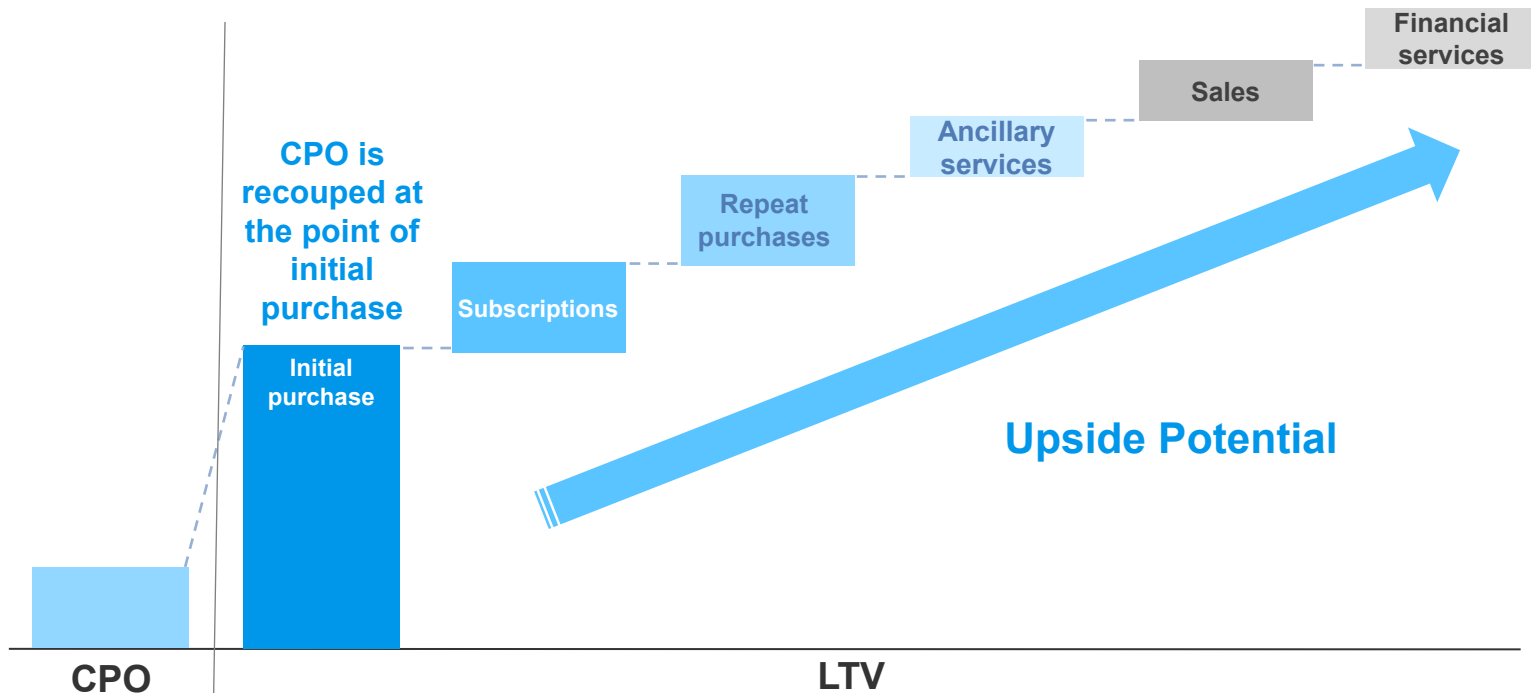 Financial
services
Sales
Ancillary
services
CPO is
recouped at
the point of
initial
purchase
Repeat
purchases
Subscriptions
Initial
purchase
Upside Potential
CPO
LTV